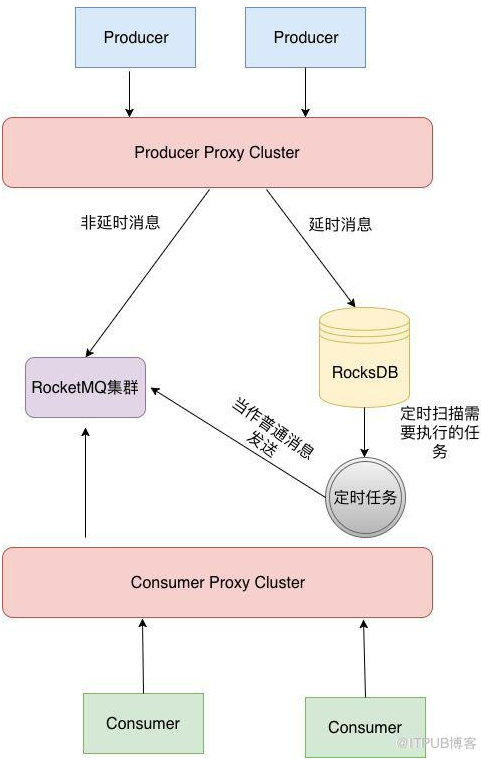 Producer
Producer
Producer Proxy Cluster
非延时消息
延时消息
RocketMQ集群
RocksDB
当作普通消息
发送
定时扫描需
要执行的任
务
定时任务
Consumer Proxy Cluster
Consumer
Consumer
@ITPUB博客